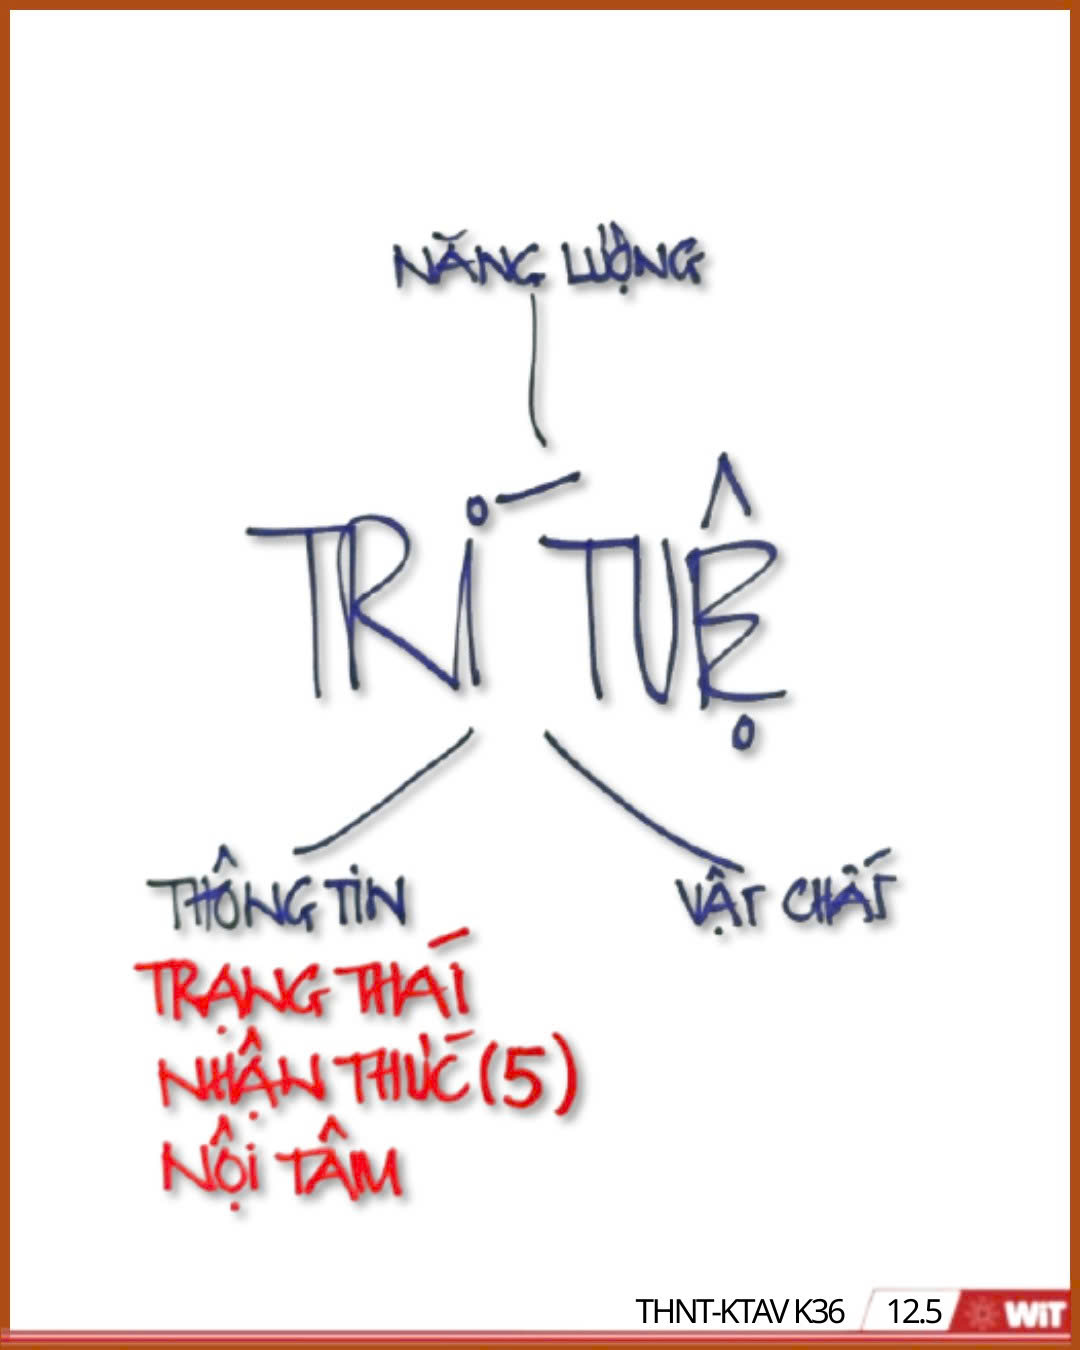 NĂNG LƯỢNG
TRÍ TUỆ
THÔNG TIN
VẬT CHẤT
TRẠNG THÁI
NHẬN THỨC (5)
NỘI TÂM
THNT-KTAV K36
12.5
WiT